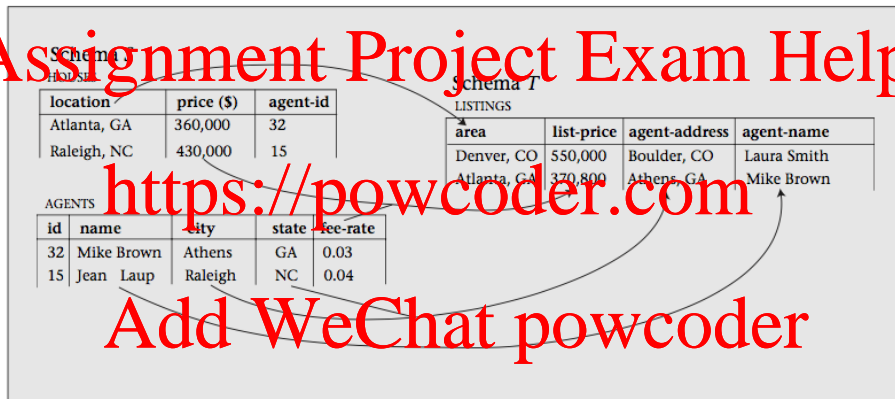 Assignment Project Exam Help
Schema S
HOUSES
location price ($) agent-id
Atlanta, GA 360,000 32
Raleigh, NC 430,000 15
Schema T
LISTINGS
area list-price agent-address agent-name
Denver, CO 550,000 Boulder, CO Laura Smith
Atlanta, GA 370,800 Athens, GA Mike Brown
https://powcoder.com
AGENTS
id name city state fee-rate
32 Mike Brown Athens GA 0.03
15 Jean Laup Raleigh NC 0.04
Add WeChat powcoder